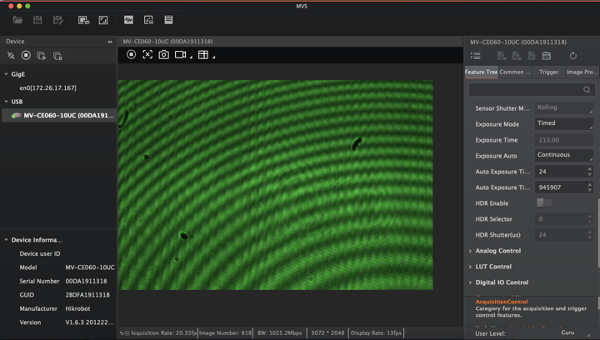 MVS
Device
MV-CE060-10UC (00DA1911318)
MV-CE060-10UC (00DA1911318)
Feature Tree
Common ...
Trigger
Image Pro...
GigE
en0[172.26.17.167]
USB
MV-CE060-10UC (00DA191...
Sensor Shutter M... Rolling
Exposure Mode Timed
Exposure Time 213.00
Exposure Auto Continuous
Auto Exposure Ti... 24
Auto Exposure Ti... 945907
HDR Enable
HDR Selector 0
HDR Shutter(us) 24
Analog Control
LUT Control
Digital IO Control
Device Informa...
Device user ID
Model MV-CE060-10UC
Serial Number 00DA1911318
GUID 2BDFA1911318
Manufacturer Hikrobot
Version V1.6.3 201222...
AcquisitionControl
Category for the acquisition and trigger
control features.
Acquisition Rate: 20.35fp Image Number: 818 BW: 1025.2Mbps 3072 * 2048 Display Rate: 13fps
User Level: Guru